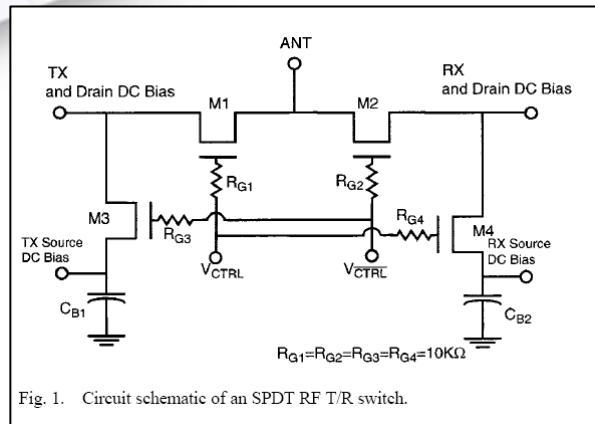 ANT
TX
and Drain DC Bias
RX
and Drain DC Bias
M1
M2
RG1
RG2
M3
RG3
RG4
M4
TX Source
DC Bias
RX Source
DC Bias
VCTRL
VCTRL
CB1
CB2
RG1=RG2=RG3=RG4=10KΩ
Fig. 1. Circuit schematic of an SPDT RF T/R switch.